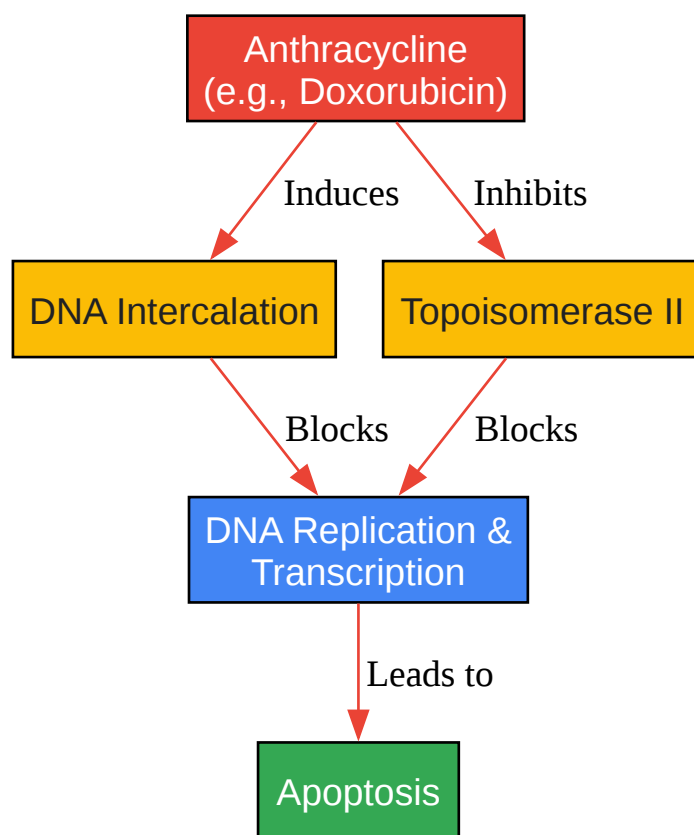 Anthracycline
(e.g., Doxorubicin)
Induces
Inhibits
DNA Intercalation
Topoisomerase II
Blocks
Blocks
DNA Replication &
Transcription
Leads to
Apoptosis